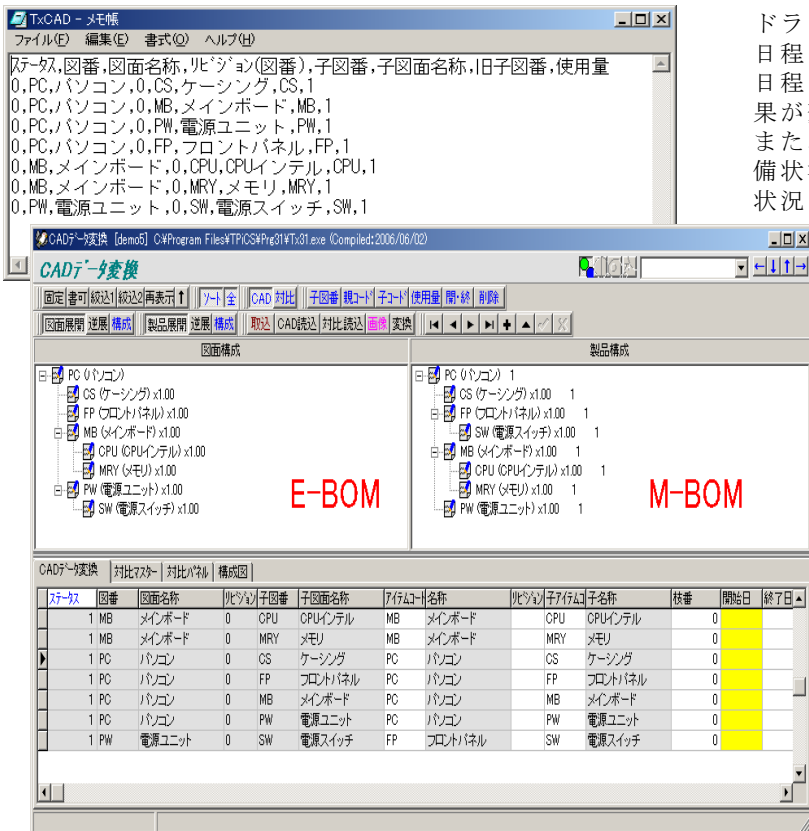 TxCAD - メモ帳
ファイル(F) 編集(E) 書式(O) ヘルプ(H)
ステータス,図番,図面名称,リビジョン(図番),子図番,子図面名称,旧子図番,使用量
0,PC,パソコン,0,CS,ケーシング,CS,1
0,PC,パソコン,0,MB,メインボード,MB,1
0,PC,パソコン,0,PW,電源ユニット,PW,1
0,PC,パソコン,0,FP,フロントパネル,FP,1
0,MB,メインボード,0,CPU,CPUインテル,CPU,1
0,MB,メインボード,0,MRY,メモリ,MRY,1
0,PW,電源ユニット,0,SW,電源スイッチ,SW,1
ドラ
日程
日程
果が
また
備状
状況
CADデータ変換 [demo5] C:¥Program Files¥TPiCS¥Prg31¥Tx31.exe (Compiled:2006/06/02)
CADデータ変換
固定 書可 絞込1 絞込2 再表示 ↑ ソート 全 CAD 対比 子図番 親コード 子コード 使用量 開・終 削除
図面展開 逆展 構成 製品展開 逆展 構成 取込 CAD読込 対比読込 画像 変換
図面構成 製品構成
PC (パソコン)
CS (ケーシング) x1.00
FP (フロントパネル) x1.00
MB (メインボード) x1.00
CPU (CPUインテル) x1.00
MRY (メモリ) x1.00
PW (電源ユニット) x1.00
SW (電源スイッチ) x1.00
E-BOM
PC (パソコン) 1
CS (ケーシング) x1.00 1
FP (フロントパネル) x1.00 1
SW (電源スイッチ) x1.00 1
MB (メインボード) x1.00 1
CPU (CPUインテル) x1.00 1
MRY (メモリ) x1.00 1
PW (電源ユニット) x1.00 1
M-BOM
CADデータ変換 対比マスター 対比パネル 構成図
ステータス 図番 図面名称 リビジョン 子図番 子図面名称 アイテムコード 名称 リビジョン 子アイテムコ 子名称 枝番 開始日 終了日
1 MB メインボード 0 CPU CPUインテル MB メインボード CPU CPUインテル 0
1 MB メインボード 0 MRY メモリ MB メインボード MRY メモリ 0
1 PC パソコン 0 CS ケーシング PC パソコン CS ケーシング 0
1 PC パソコン 0 FP フロントパネル PC パソコン FP フロントパネル 0
1 PC パソコン 0 MB メインボード PC パソコン MB メインボード 0
1 PC パソコン 0 PW 電源ユニット PC パソコン PW 電源ユニット 0
1 PW 電源ユニット 0 SW 電源スイッチ FP フロントパネル SW 電源スイッチ 0